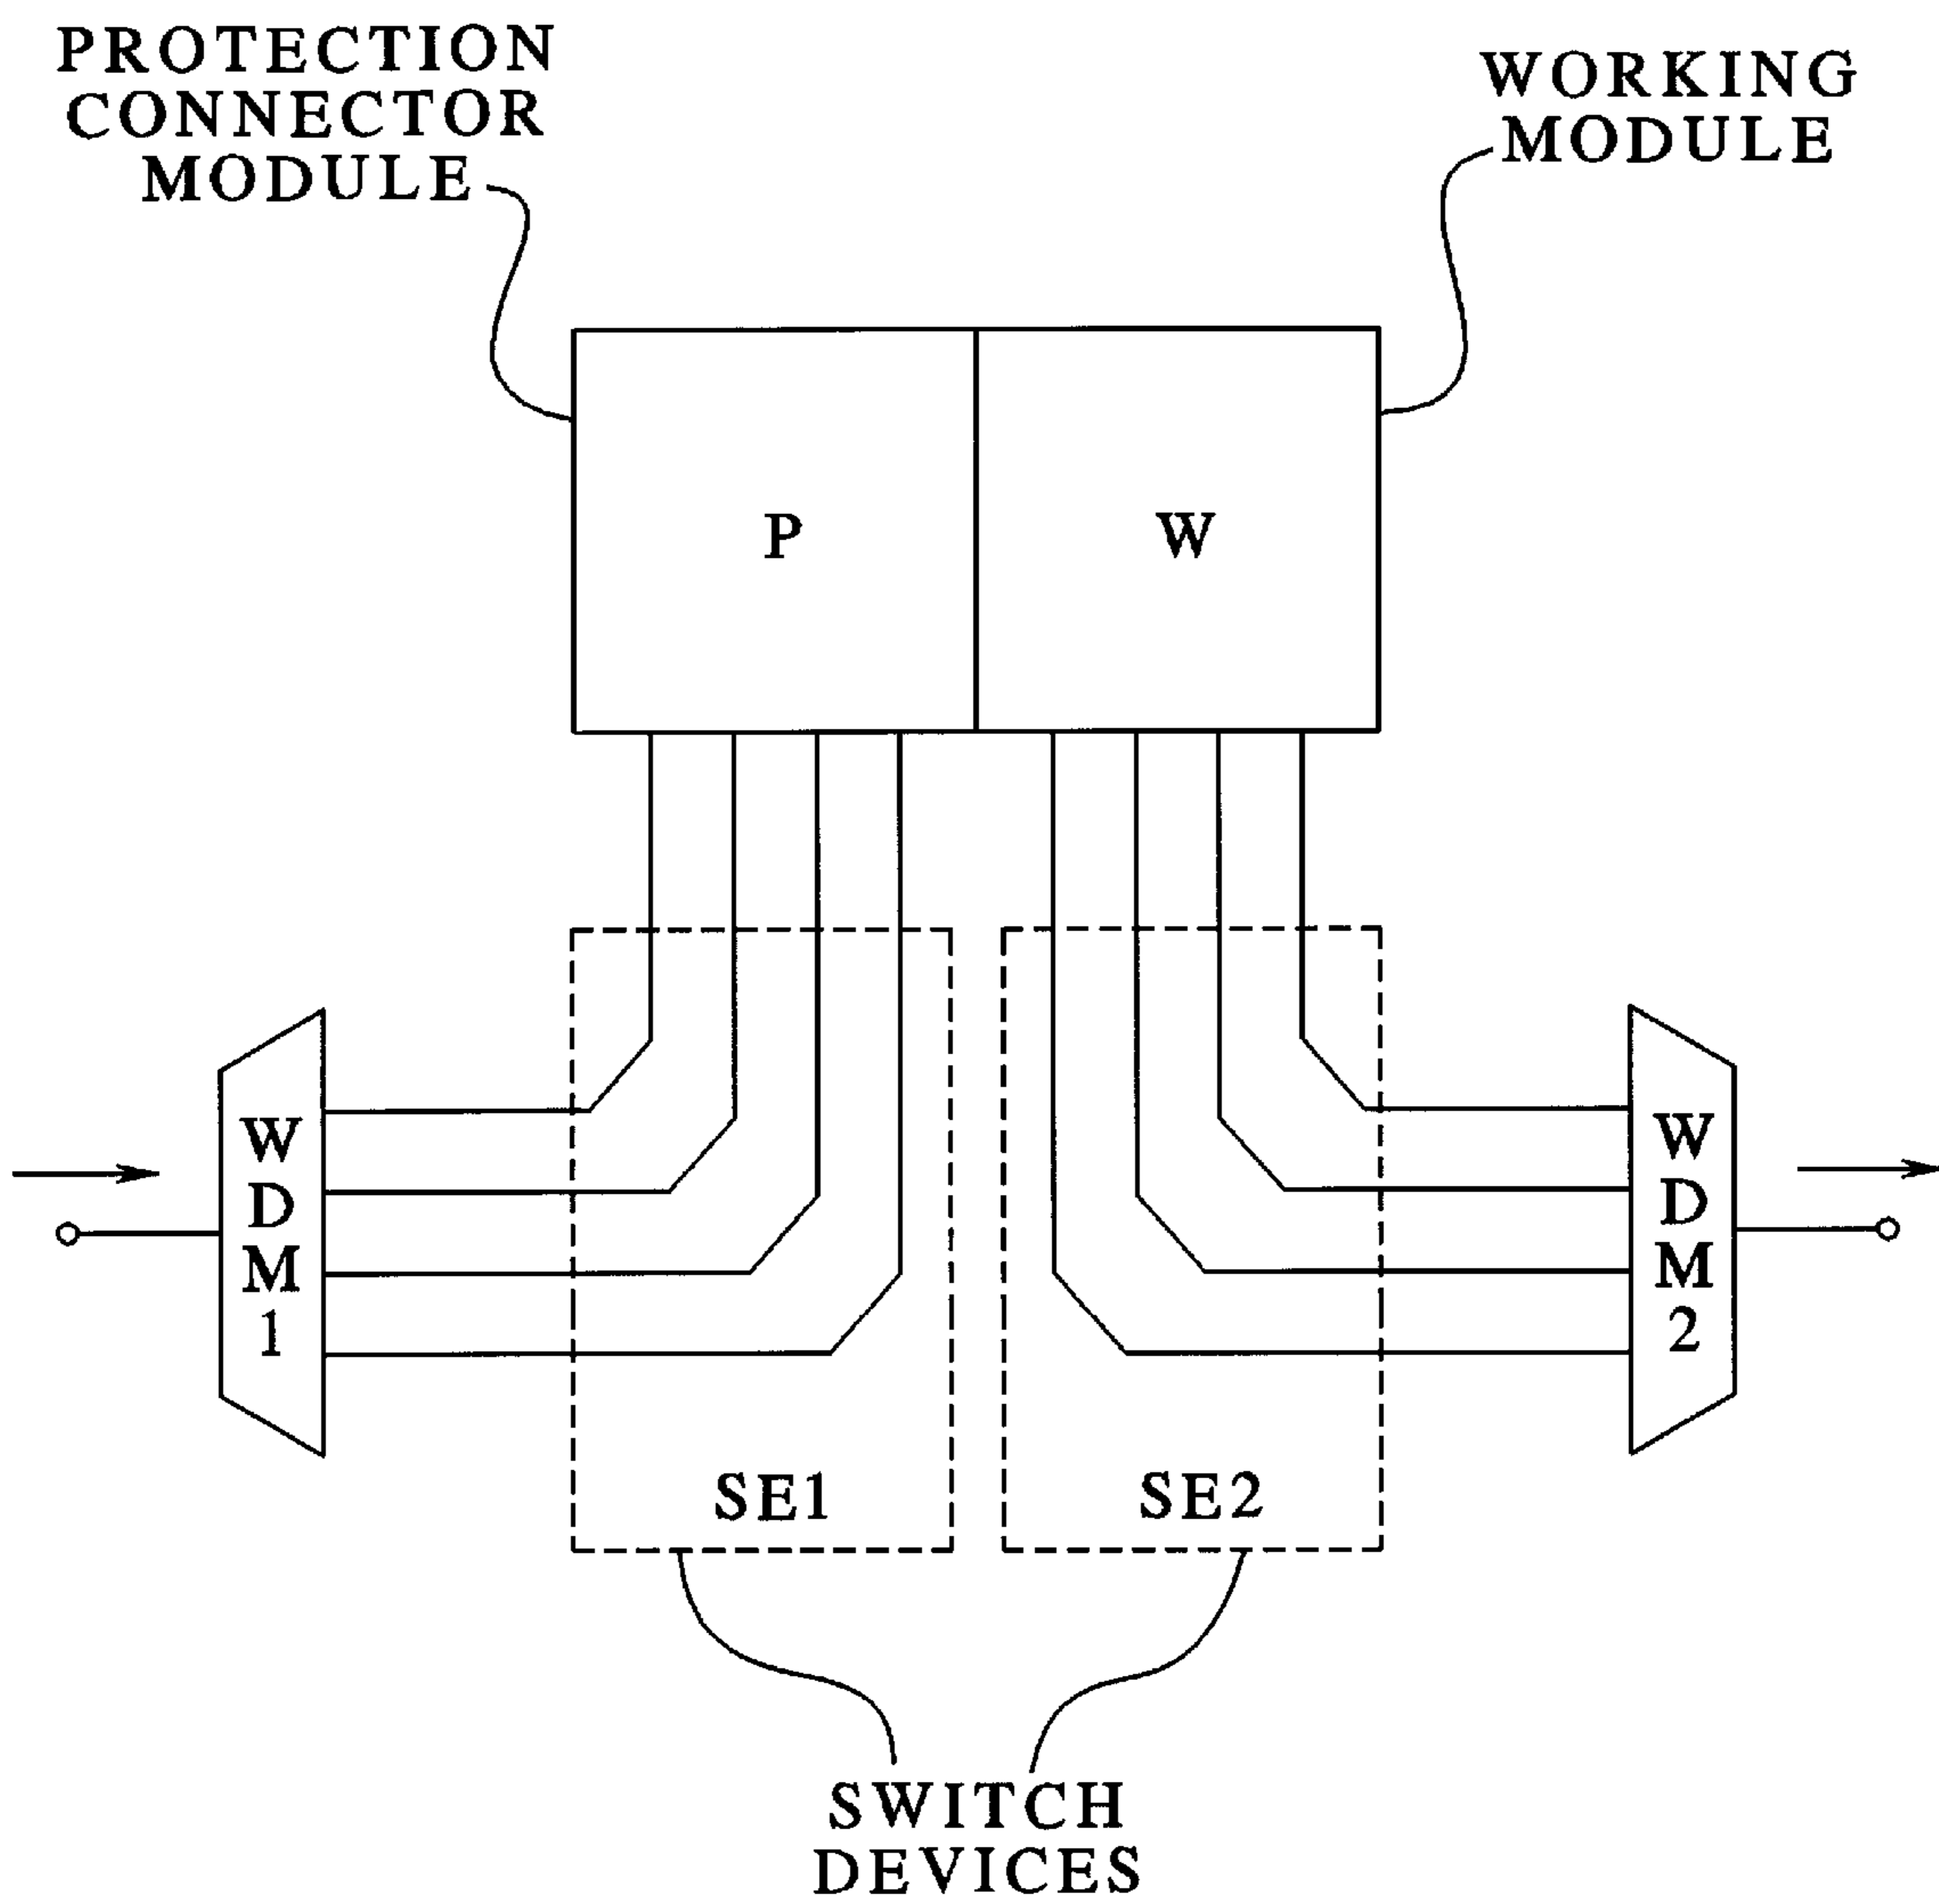 PROTECTION
CONNECTOR
MODULE
WORKING
MODULE
P
W
W
D
M
1
W
D
M
2
SE1
SE2
SWITCH
DEVICES